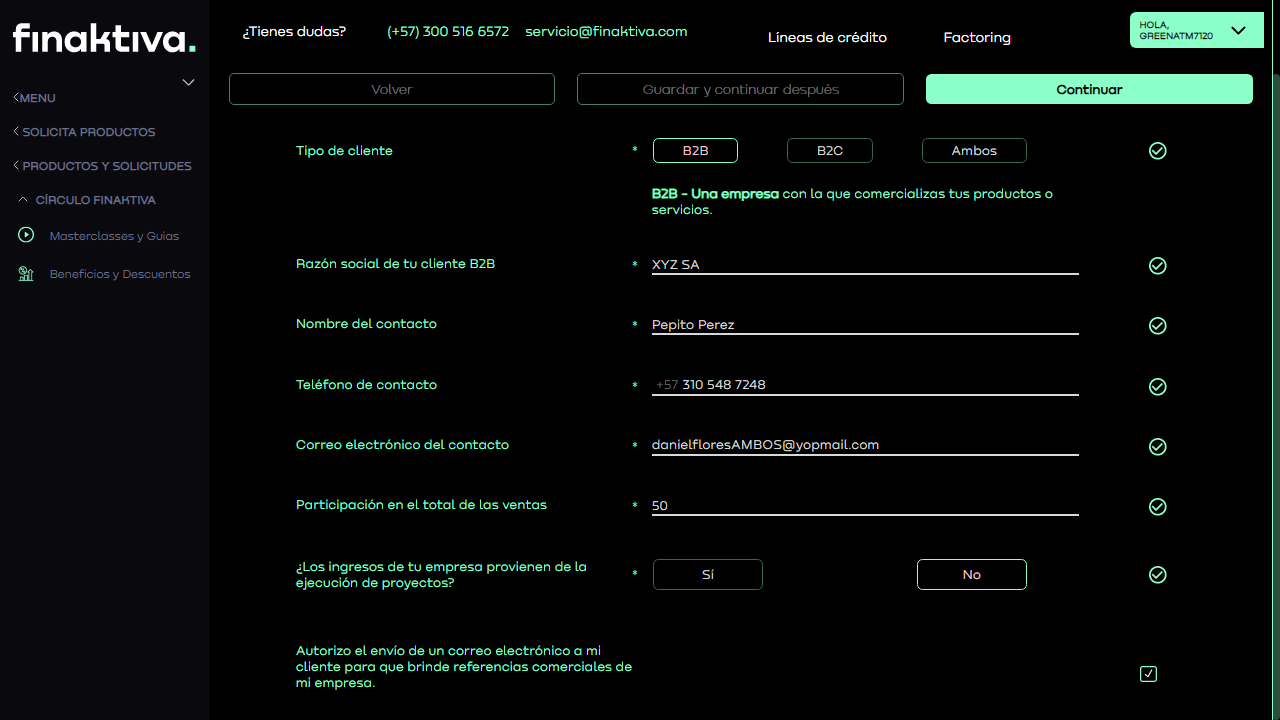 finaktiva.
¿Tienes dudas?
(+57) 300 516 6572
servicio@finaktiva.com
Líneas de crédito
Factoring
HOLA,
GREENATM7120
MENU
SOLICITA PRODUCTOS
PRODUCTOS Y SOLICITUDES
CÍRCULO FINAKTIVA
Masterclasses y Guías
Beneficios y Descuentos
Volver
Guardar y continuar después
Continuar
Tipo de cliente * B2B B2C Ambos
B2B - Una empresa con la que comercializas tus productos o
servicios.
Razón social de tu cliente B2B * XYZ SA
Nombre del contacto * Pepito Perez
Teléfono de contacto * +57 310 548 7248
Correo electrónico del contacto * danielfloresAMBOS@yopmail.com
Participación en el total de las ventas * 50
¿Los ingresos de tu empresa provienen de la
ejecución de proyectos?
* Sí No
Autorizo el envío de un correo electrónico a mi
cliente para que brinde referencias comerciales de
mi empresa.